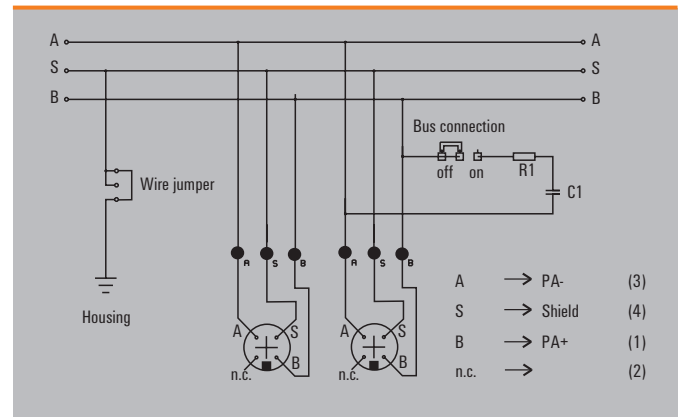 A A
S S
B B
Bus connection
off on R1
C1
Wire jumper
A S B A S B
Housing
A → PA- (3)
S → Shield (4)
B → PA+ (1)
n.c. → (2)
A S A S
n.c. B n.c. B